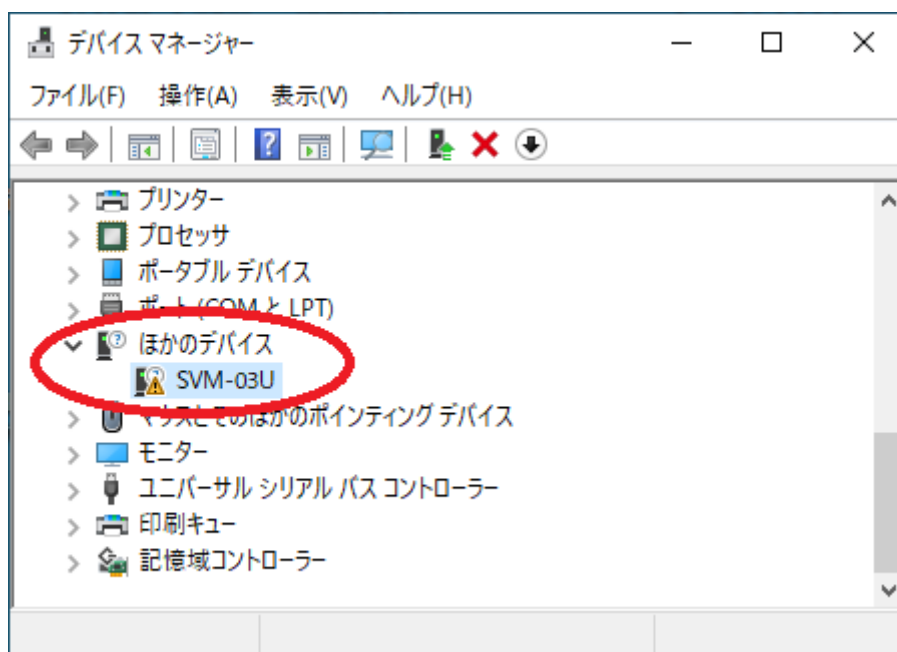 デバイス マネージャー
ファイル(F) 操作(A) 表示(V) ヘルプ(H)
プリンター
プロセッサ
ポータブル デバイス
ポート (COM と LPT)
ほかのデバイス
SVM-03U
マウスとそのほかのポインティング デバイス
モニター
ユニバーサル シリアル バス コントローラー
印刷キュー
記憶域コントローラー